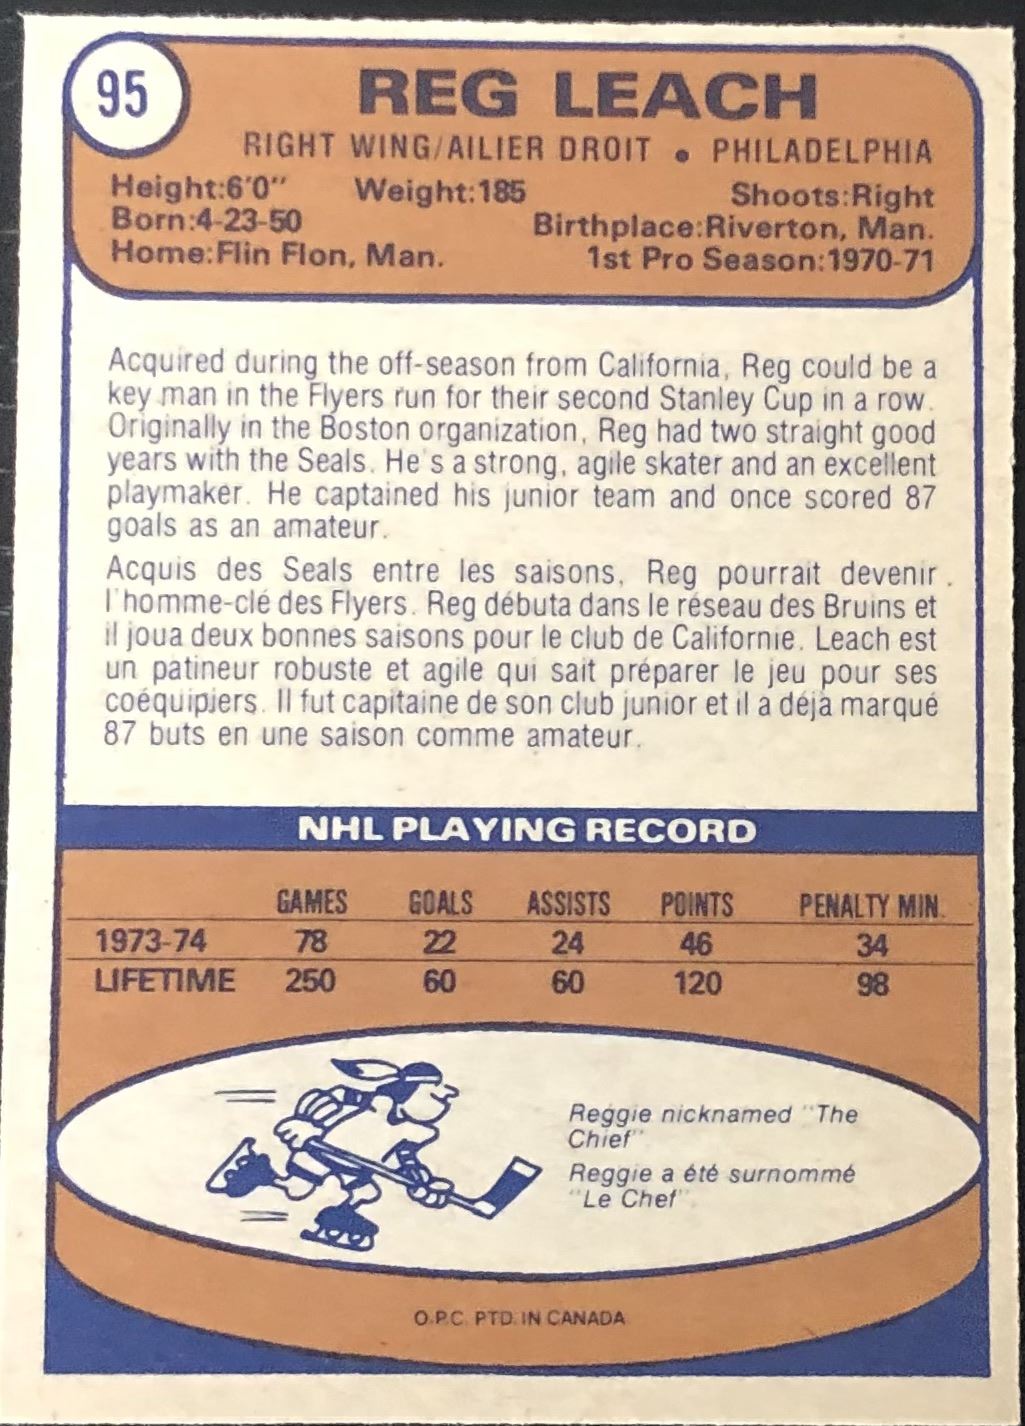 95
REG LEACH
RIGHT WING/AILIER DROIT • PHILADELPHIA
Height:6'0" Weight:185 Shoots:Right
Born:4-23-50 Birthplace:Riverton, Man.
Home:Flin Flon, Man. 1st Pro Season:1970-71
Acquired during the off-season from California, Reg could be a
key man in the Flyers run for their second Stanley Cup in a row.
Originally in the Boston organization, Reg had two straight good
years with the Seals. He's a strong, agile skater and an excellent
playmaker. He captained his junior team and once scored 87
goals as an amateur.
Acquis des Seals entre les saisons, Reg pourrait devenir
l'homme-clé des Flyers. Reg débuta dans le réseau des Bruins et
il joua deux bonnes saisons pour le club de Californie. Leach est
un patineur robuste et agile qui sait préparer le jeu pour ses
coéquipiers. Il fut capitaine de son club junior et il a déjà marqué
87 buts en une saison comme amateur.
NHL PLAYING RECORD
GAMES GOALS ASSISTS POINTS PENALTY MIN.
1973-74 78 22 24 46 34
LIFETIME 250 60 60 120 98
Reggie nicknamed "The
Chief"
Reggie a été surnommé
"Le Chef".
O.P.C. PTD. IN CANADA